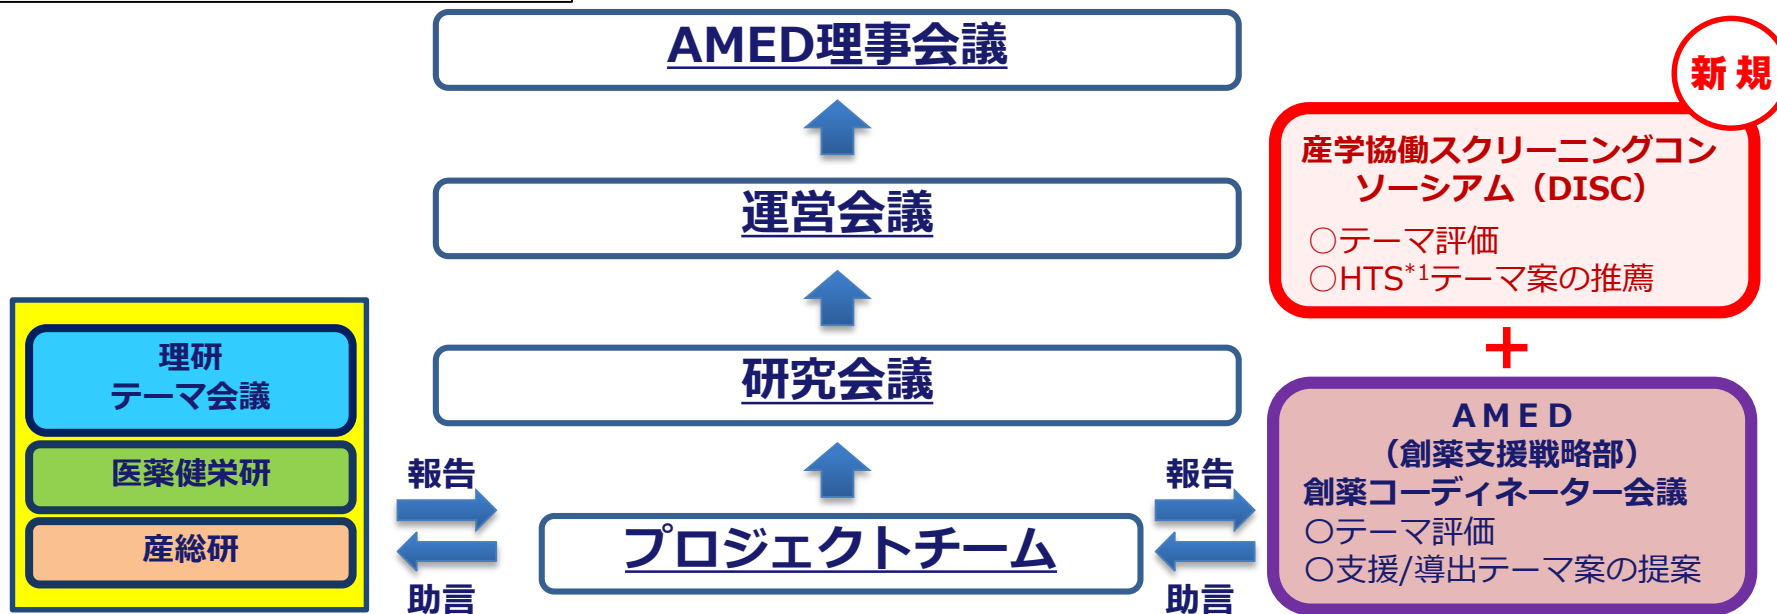 AMED理事会議
運営会議
研究会議
プロジェクトチーム
理研
テーマ会議
医薬健栄研
産総研
報告
助言
報告
助言
新規
産学協働スクリーニングコン
ソーシアム（DISC）
○テーマ評価
○HTS*1テーマ案の推薦
＋
ＡＭＥＤ
（創薬支援戦略部）
創薬コーディネーター会議
○テーマ評価
○支援/導出テーマ案の提案